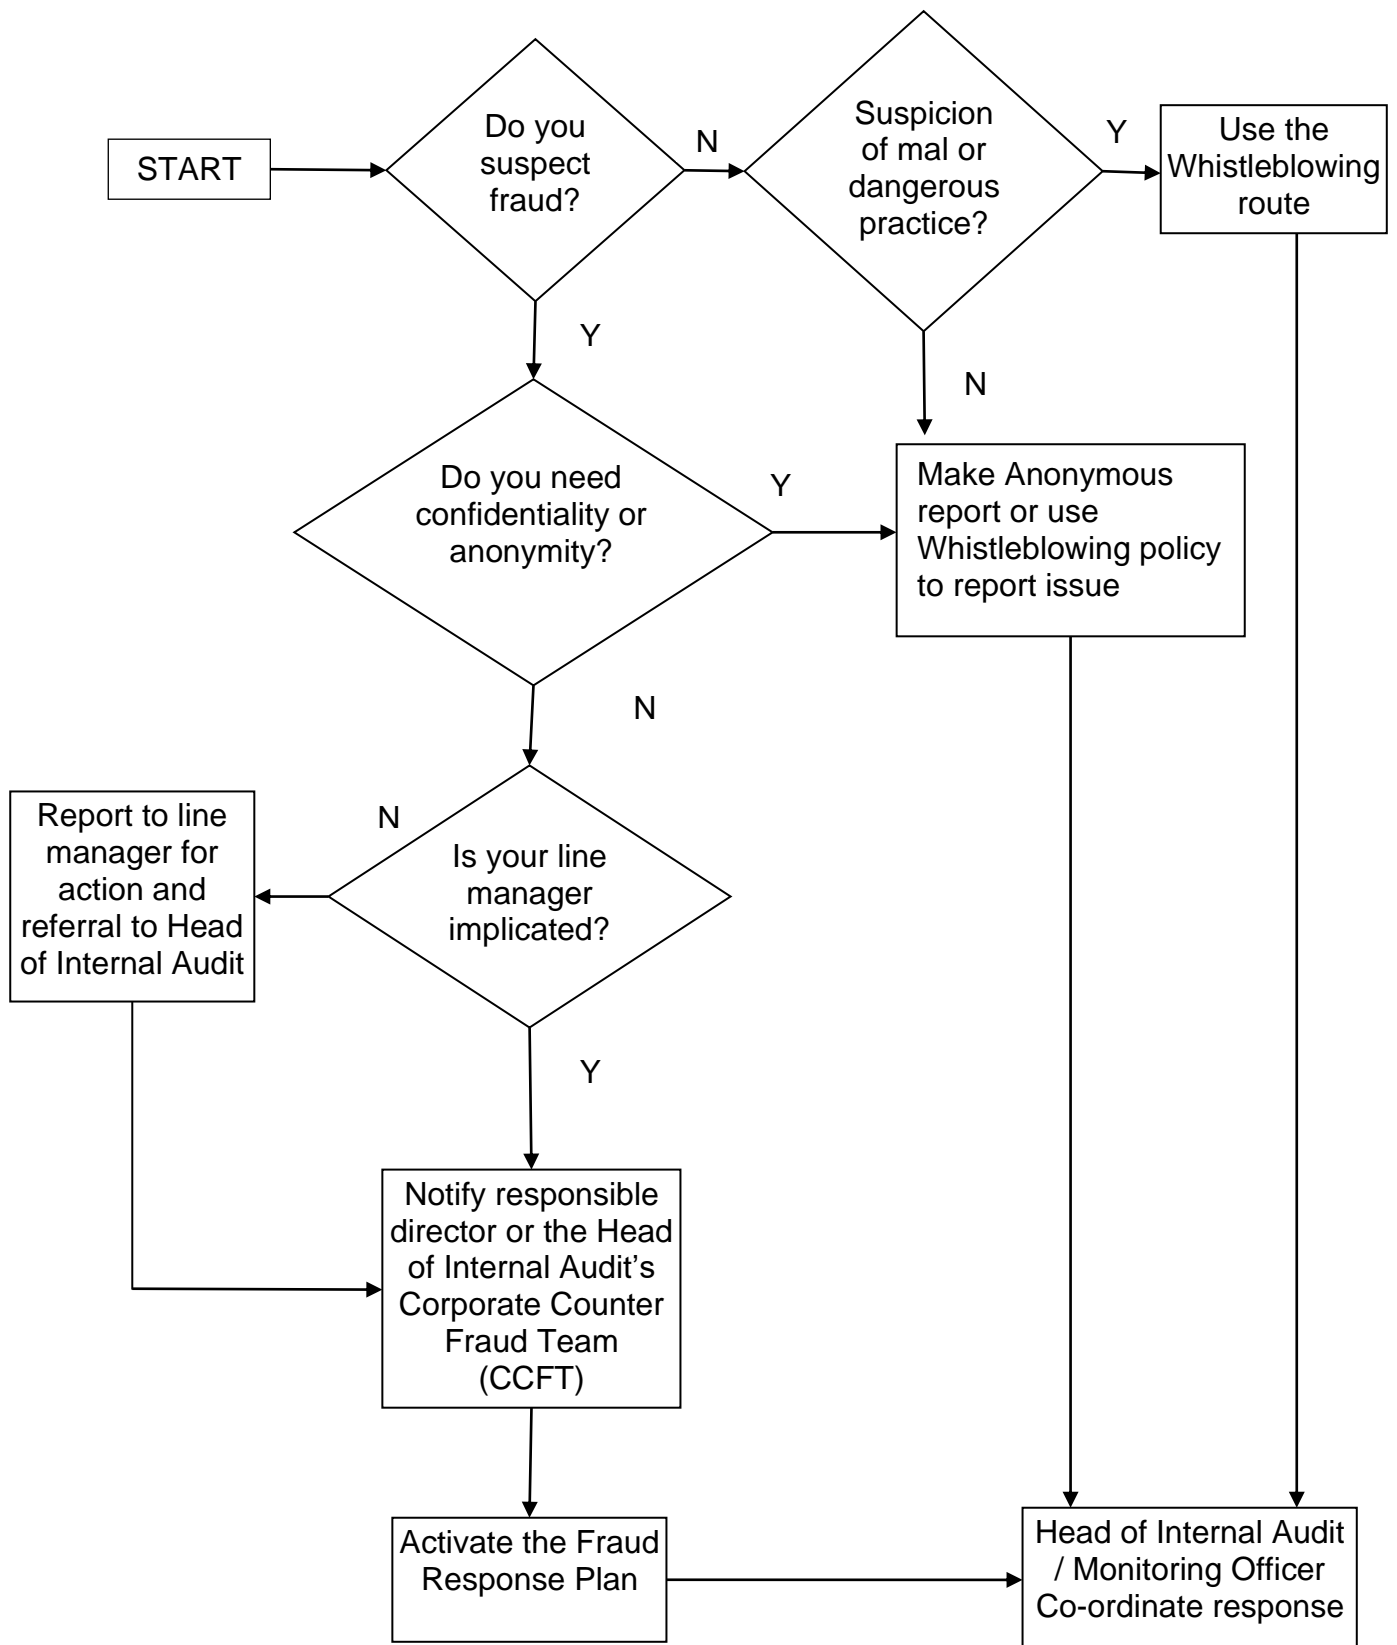 START
Do you
suspect
fraud?
N
Suspicion
of mal or
dangerous
practice?
Y
Use the
Whistleblowing
route
Y
N
Do you need
confidentiality or
anonymity?
Y
Make Anonymous
report or use
Whistleblowing policy
to report issue
N
Report to line
manager for
action and
referral to Head
of Internal Audit
N
Is your line
manager
implicated?
Y
Notify responsible
director or the Head
of Internal Audit’s
Corporate Counter
Fraud Team
(CCFT)
Activate the Fraud
Response Plan
Head of Internal Audit
/ Monitoring Officer
Co-ordinate response